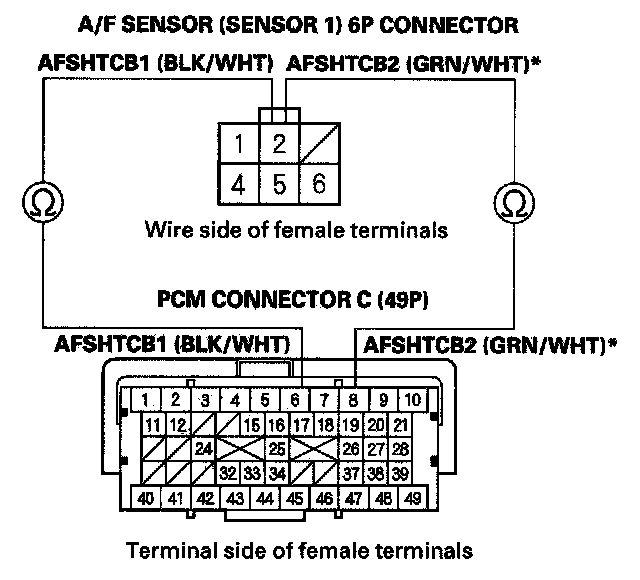 A/F SENSOR (SENSOR 1) 6P CONNECTOR
AFSHTCB1 (BLK/WHT) AFSHTCB2 (GRN/WHT)*
1 2
4 5 6
Ω Ω
Wire side of female terminals
PCM CONNECTOR C (49P)
AFSHTCB1 (BLK/WHT) AFSHTCB2 (GRN/WHT)*
1 2 3 4 5 6 7 8 9 10
11 12 15 16 17 18 19 20 21
24 25 26 27 28
32 33 34 37 38 39
40 41 42 43 44 45 46 47 48 49
Terminal side of female terminals